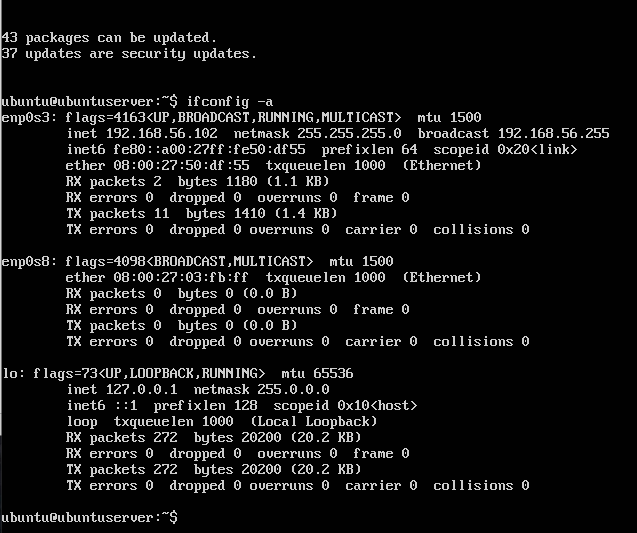 43 packages can be updated.
37 updates are security updates.
ubuntu@ubuntuserver:~$ ifconfig -a
enp0s3: flags=4163<UP,BROADCAST,RUNNING,MULTICAST>  mtu 1500
        inet 192.168.56.102  netmask 255.255.255.0  broadcast 192.168.56.255
        inet6 fe80::a00:27ff:fe50:df55  prefixlen 64  scopeid 0x20<link>
        ether 08:00:27:50:df:55  txqueuelen 1000  (Ethernet)
        RX packets 2  bytes 1180 (1.1 KB)
        RX errors 0  dropped 0  overruns 0  frame 0
        TX packets 11  bytes 1410 (1.4 KB)
        TX errors 0  dropped 0 overruns 0  carrier 0  collisions 0
enp0s8: flags=4098<BROADCAST,MULTICAST>  mtu 1500
        ether 08:00:27:03:fb:ff  txqueuelen 1000  (Ethernet)
        RX packets 0  bytes 0 (0.0 B)
        RX errors 0  dropped 0  overruns 0  frame 0
        TX packets 0  bytes 0 (0.0 B)
        TX errors 0  dropped 0 overruns 0  carrier 0  collisions 0
lo: flags=73<UP,LOOPBACK,RUNNING>  mtu 65536
        inet 127.0.0.1  netmask 255.0.0.0
        inet6 ::1  prefixlen 128  scopeid 0x10<host>
        loop  txqueuelen 1000  (Local Loopback)
        RX packets 272  bytes 20200 (20.2 KB)
        RX errors 0  dropped 0  overruns 0  frame 0
        TX packets 272  bytes 20200 (20.2 KB)
        TX errors 0  dropped 0 overruns 0  carrier 0  collisions 0
ubuntu@ubuntuserver:~$